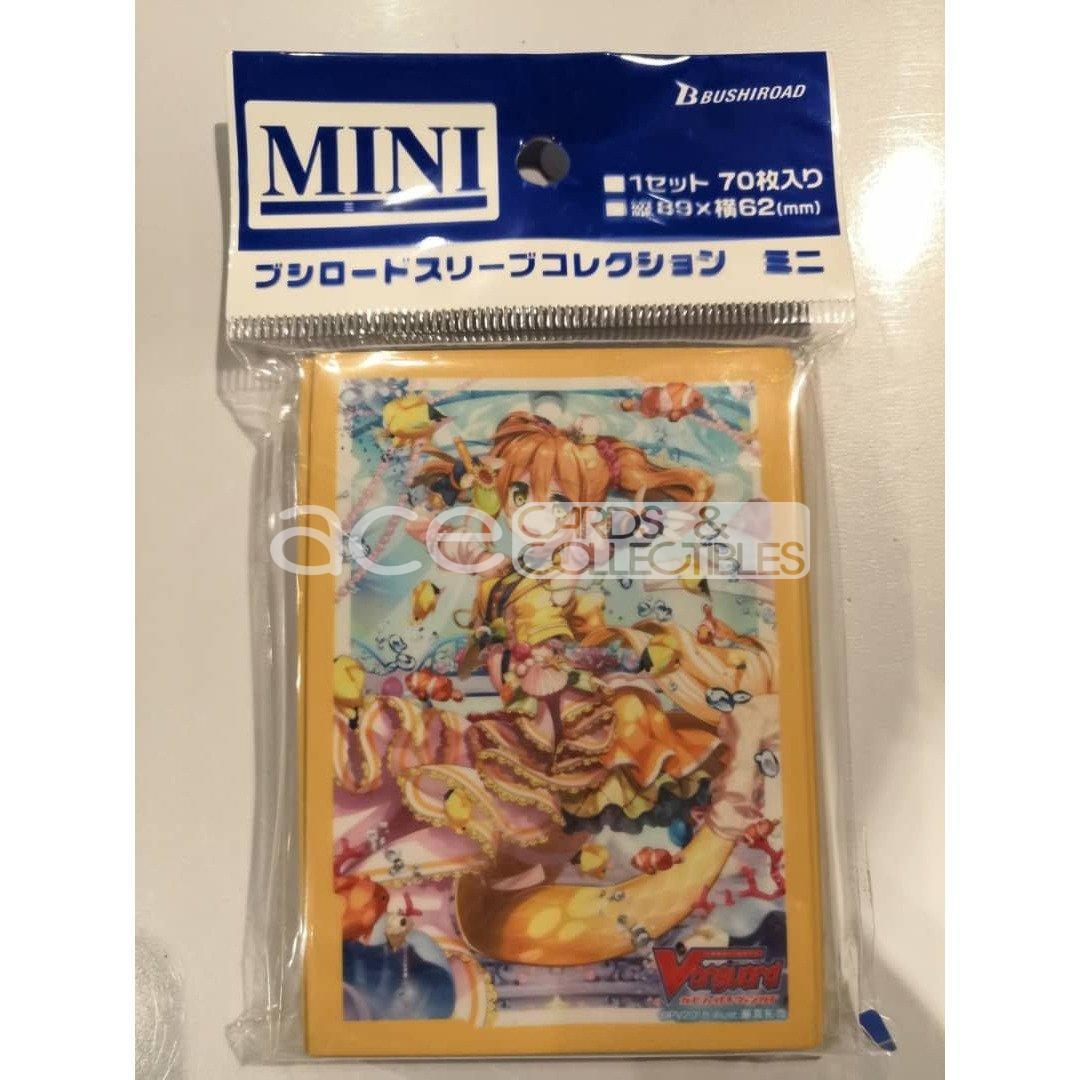 BUSHIROAD
MINI
ミニ
■1セット 70枚入り
■縦89×横62(mm)
ブシロードスリーブコレクション ミニ
ace CARDS &
COLLECTIBLES
Vanguard